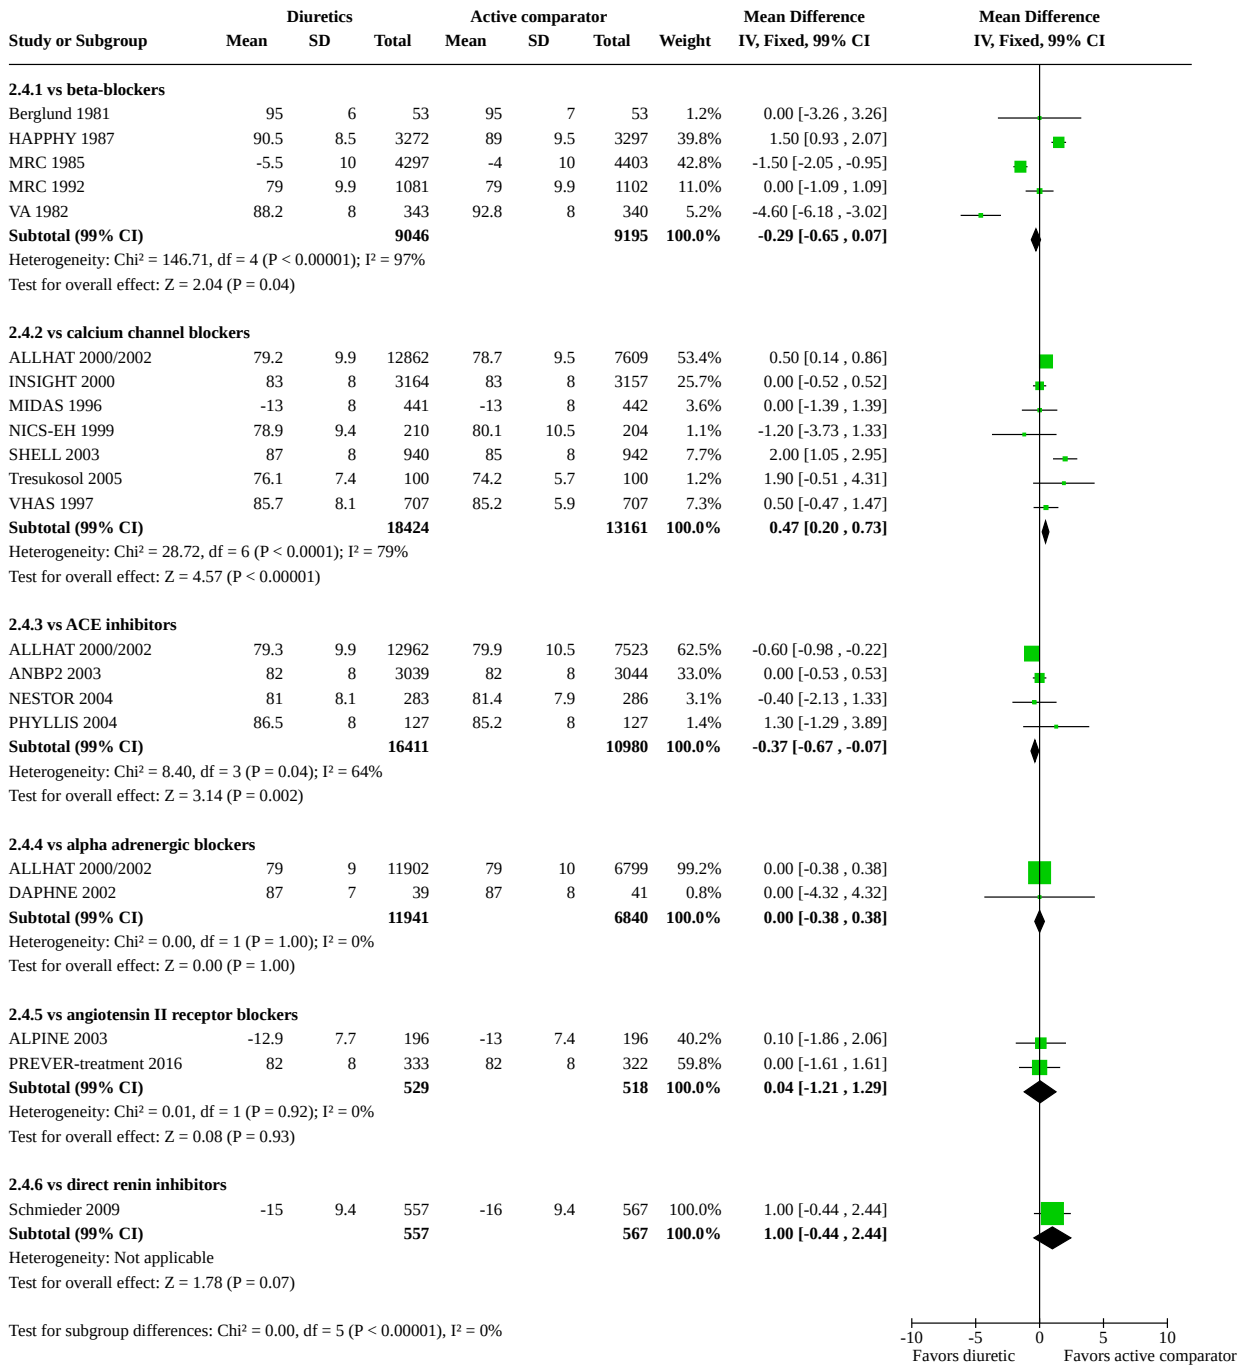 Diuretics Active comparator Mean Difference Mean Difference
Study or Subgroup Mean SD Total Mean SD Total Weight IV, Fixed, 99% CI IV, Fixed, 99% CI
2.4.1 vs beta-blockers
Berglund 1981 95 6 53 95 7 53 1.2% 0.00 [-3.26 , 3.26]
HAPPHY 1987 90.5 8.5 3272 89 9.5 3297 39.8% 1.50 [0.93 , 2.07]
MRC 1985 -5.5 10 4297 -4 10 4403 42.8% -1.50 [-2.05 , -0.95]
MRC 1992 79 9.9 1081 79 9.9 1102 11.0% 0.00 [-1.09 , 1.09]
VA 1982 88.2 8 343 92.8 8 340 5.2% -4.60 [-6.18 , -3.02]
Subtotal (99% CI) 9046 9195 100.0% -0.29 [-0.65 , 0.07]
Heterogeneity: Chi² = 146.71, df = 4 (P < 0.00001); I² = 97%
Test for overall effect: Z = 2.04 (P = 0.04)
2.4.2 vs calcium channel blockers
ALLHAT 2000/2002 79.2 9.9 12862 78.7 9.5 7609 53.4% 0.50 [0.14 , 0.86]
INSIGHT 2000 83 8 3164 83 8 3157 25.7% 0.00 [-0.52 , 0.52]
MIDAS 1996 -13 8 441 -13 8 442 3.6% 0.00 [-1.39 , 1.39]
NICS-EH 1999 78.9 9.4 210 80.1 10.5 204 1.1% -1.20 [-3.73 , 1.33]
SHELL 2003 87 8 940 85 8 942 7.7% 2.00 [1.05 , 2.95]
Tresukosol 2005 76.1 7.4 100 74.2 5.7 100 1.2% 1.90 [-0.51 , 4.31]
VHAS 1997 85.7 8.1 707 85.2 5.9 707 7.3% 0.50 [-0.47 , 1.47]
Subtotal (99% CI) 18424 13161 100.0% 0.47 [0.20 , 0.73]
Heterogeneity: Chi² = 28.72, df = 6 (P < 0.0001); I² = 79%
Test for overall effect: Z = 4.57 (P < 0.00001)
2.4.3 vs ACE inhibitors
ALLHAT 2000/2002 79.3 9.9 12962 79.9 10.5 7523 62.5% -0.60 [-0.98 , -0.22]
ANBP2 2003 82 8 3039 82 8 3044 33.0% 0.00 [-0.53 , 0.53]
NESTOR 2004 81 8.1 283 81.4 7.9 286 3.1% -0.40 [-2.13 , 1.33]
PHYLLIS 2004 86.5 8 127 85.2 8 127 1.4% 1.30 [-1.29 , 3.89]
Subtotal (99% CI) 16411 10980 100.0% -0.37 [-0.67 , -0.07]
Heterogeneity: Chi² = 8.40, df = 3 (P = 0.04); I² = 64%
Test for overall effect: Z = 3.14 (P = 0.002)
2.4.4 vs alpha adrenergic blockers
ALLHAT 2000/2002 79 9 11902 79 10 6799 99.2% 0.00 [-0.38 , 0.38]
DAPHNE 2002 87 7 39 87 8 41 0.8% 0.00 [-4.32 , 4.32]
Subtotal (99% CI) 11941 6840 100.0% 0.00 [-0.38 , 0.38]
Heterogeneity: Chi² = 0.00, df = 1 (P = 1.00); I² = 0%
Test for overall effect: Z = 0.00 (P = 1.00)
2.4.5 vs angiotensin II receptor blockers
ALPINE 2003 -12.9 7.7 196 -13 7.4 196 40.2% 0.10 [-1.86 , 2.06]
PREVER-treatment 2016 82 8 333 82 8 322 59.8% 0.00 [-1.61 , 1.61]
Subtotal (99% CI) 529 518 100.0% 0.04 [-1.21 , 1.29]
Heterogeneity: Chi² = 0.01, df = 1 (P = 0.92); I² = 0%
Test for overall effect: Z = 0.08 (P = 0.93)
2.4.6 vs direct renin inhibitors
Schmieder 2009 -15 9.4 557 -16 9.4 567 100.0% 1.00 [-0.44 , 2.44]
Subtotal (99% CI) 557 567 100.0% 1.00 [-0.44 , 2.44]
Heterogeneity: Not applicable
Test for overall effect: Z = 1.78 (P = 0.07)
Test for subgroup differences: Chi² = 0.00, df = 5 (P < 0.00001), I² = 0%
-10 -5 0 5 10
Favors diuretic Favors active comparator